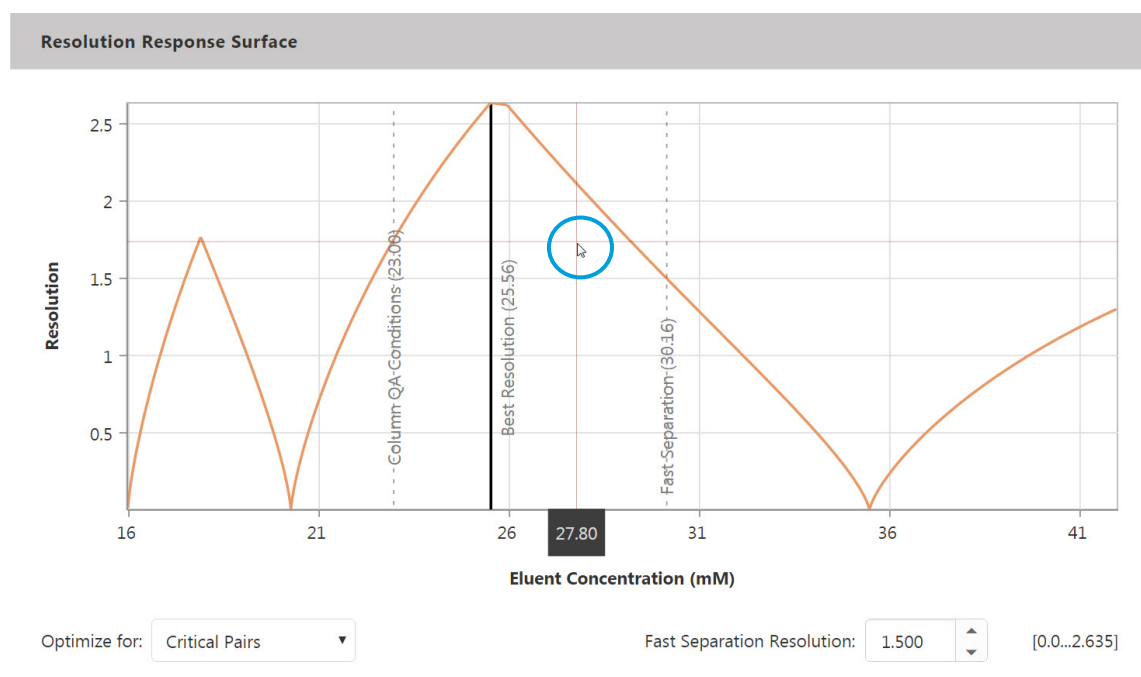 Resolution Response Surface
2.5
2
1.5
1
0.5
Resolution
Column QA Conditions (23.00)
Best Resolution (25.56)
Fast Separation (30.16)
16
21
26
27.80
31
36
41
Eluent Concentration (mM)
Optimize for: Critical Pairs
Fast Separation Resolution: 1.500 [0.0...2.635]